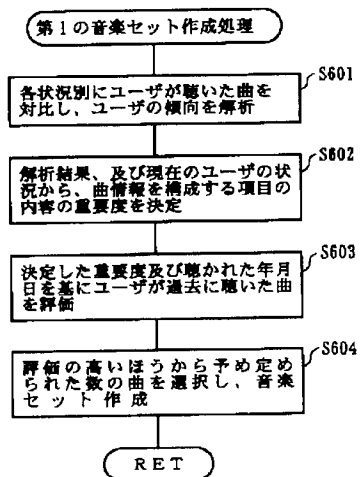 第１の音楽セット作成処理
S601
各状況別にユーザが聴いた曲を
対比し、ユーザの傾向を解析
S602
解析結果、及び現在のユーザの状
況から、曲情報を構成する項目の
内容の重要度を決定
S603
決定した重要度及び聴かれた年月
日を基にユーザが過去に聴いた曲
を評価
S604
評価の高いほうから予め定め
られた数の曲を選択し、音楽
セット作成
ＲＥＴ